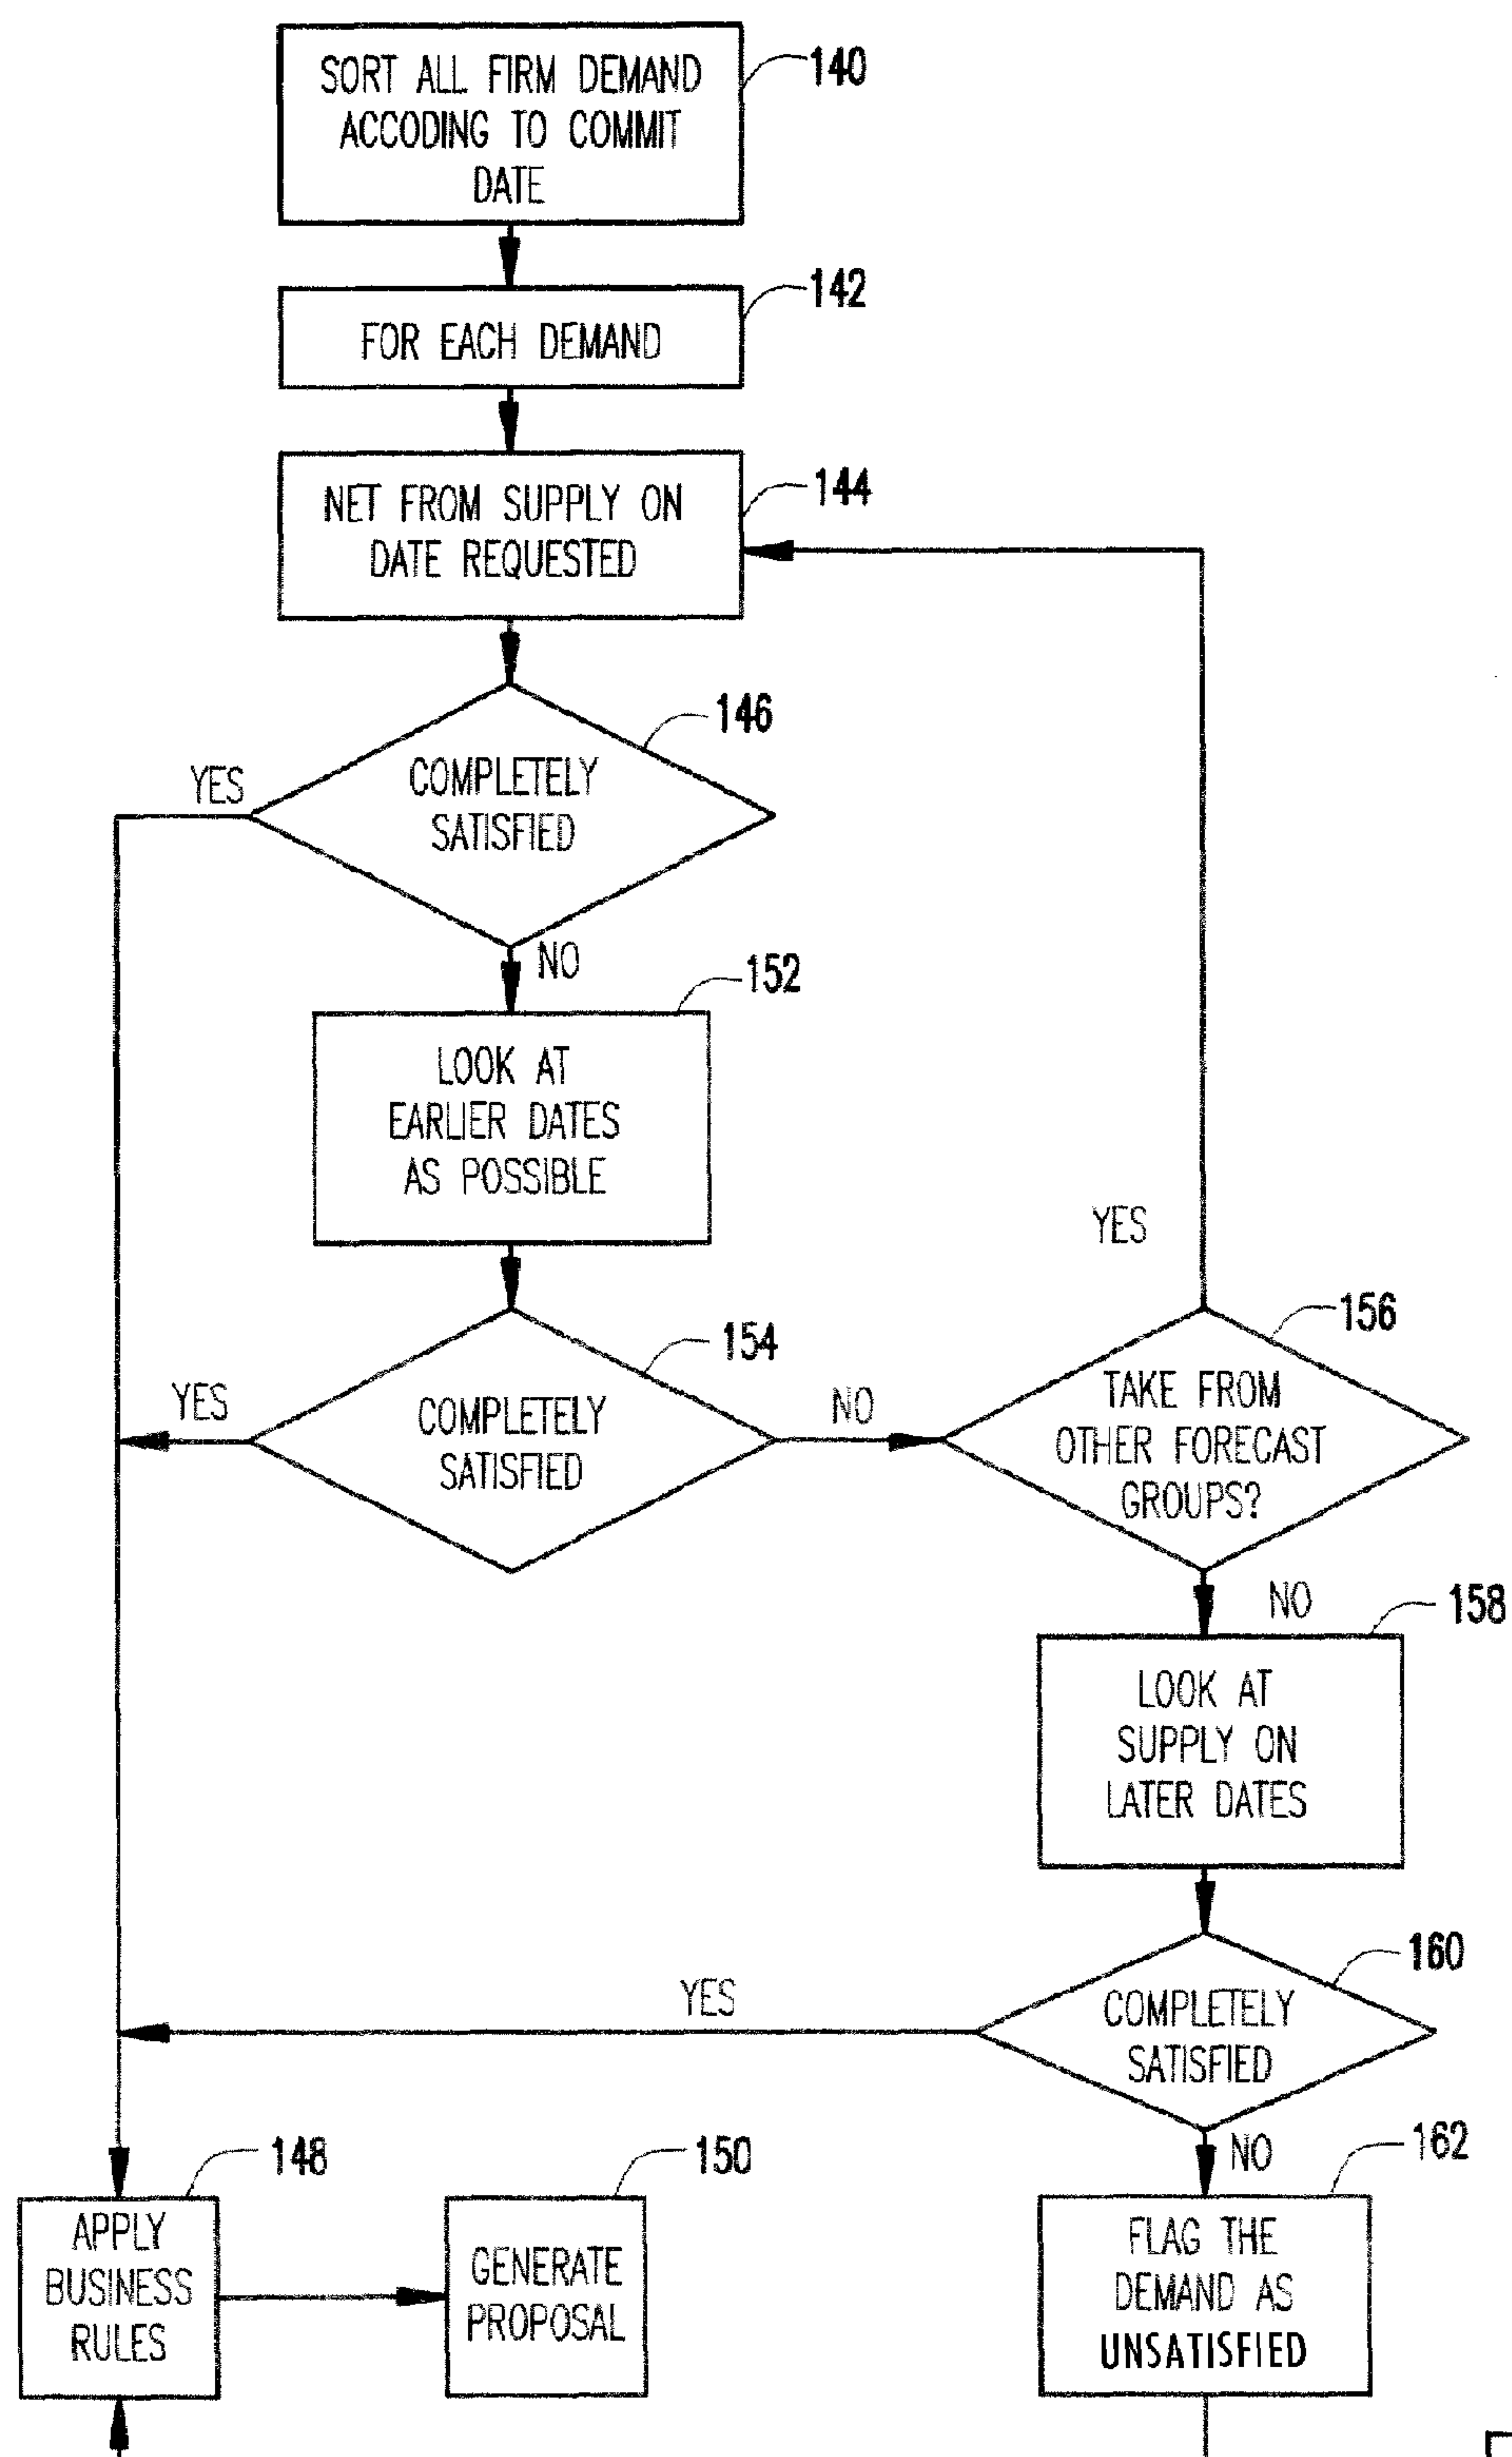 SORT ALL FIRM DEMAND
ACCODING TO COMMIT
DATE
140
FOR EACH DEMAND
142
NET FROM SUPPLY ON
DATE REQUESTED
144
146
YES
COMPLETELY
SATISFIED
NO
152
LOOK AT
EARLIER DATES
AS POSSIBLE
YES
154
156
YES
COMPLETELY
SATISFIED
NO
TAKE FROM
OTHER FORECAST
GROUPS?
NO
158
LOOK AT
SUPPLY ON
LATER DATES
160
YES
COMPLETELY
SATISFIED
NO
148
150
162
APPLY
BUSINESS
RULES
GENERATE
PROPOSAL
FLAG THE
DEMAND AS
UNSATISFIED